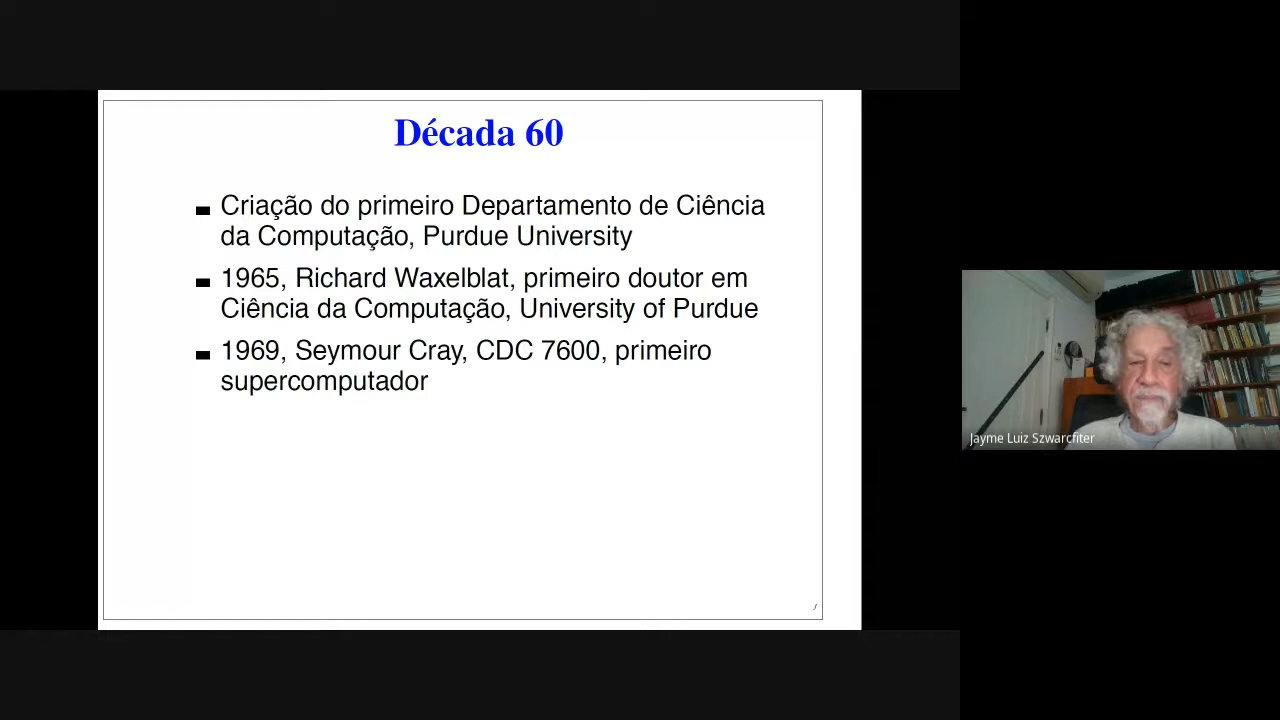 Década 60
Criação do primeiro Departamento de Ciência
da Computação, Purdue University
1965, Richard Waxelblat, primeiro doutor em
Ciência da Computação, University of Purdue
1969, Seymour Cray, CDC 7600, primeiro
supercomputador
Jayme Luiz Szwarcfiter